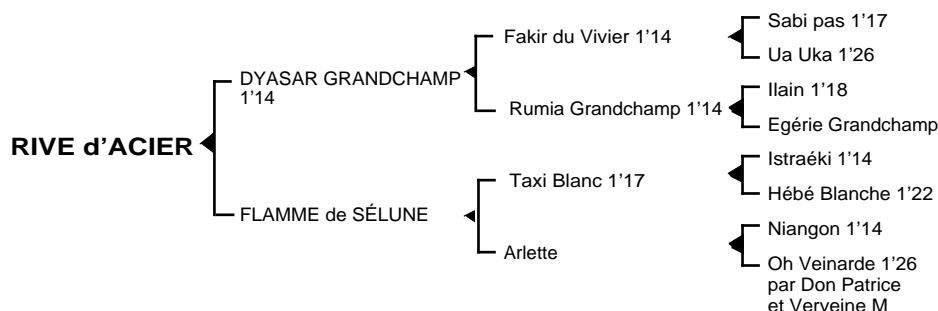 RIVE d’ACIER
DYASAR GRANDCHAMP
1’14
FLAMME de SÉLUNE
Fakir du Vivier 1’14
Rumia Grandchamp 1’14
Taxi Blanc 1’17
Arlette
Sabi pas 1’17
Ua Uka 1’26
Ilain 1’18
Egérie Grandchamp
Istraéki 1’14
Hébé Blanche 1’22
Niangon 1’14
Oh Veinarde 1’26
par Don Patrice
et Verveine M